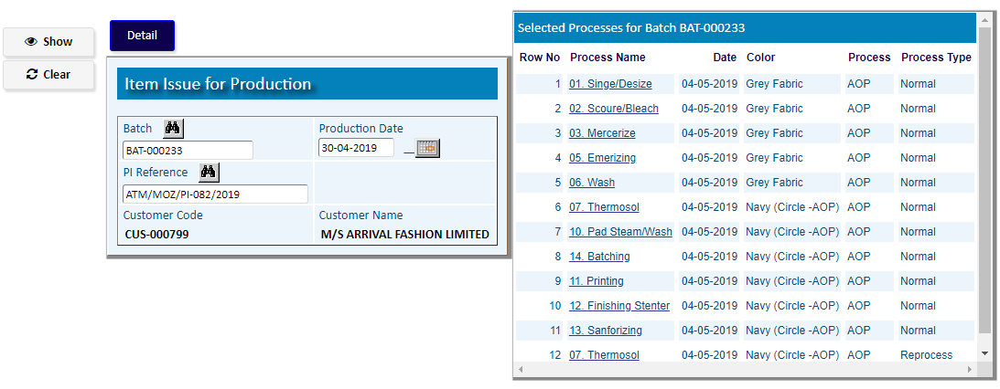 Show
Clear
Detail
Item Issue for Production
Batch
Production Date
BAT-000233
30-04-2019
PI Reference
ATM/MOZ/PI-082/2019
Customer Code
Customer Name
CUS-000799
M/S ARRIVAL FASHION LIMITED
Selected Processes for Batch BAT-000233
Row No Process Name Date Color Process Process Type
1 01. Singe/Desize 04-05-2019 Grey Fabric AOP Normal
2 02. Scoure/Bleach 04-05-2019 Grey Fabric AOP Normal
3 03. Mercerize 04-05-2019 Grey Fabric AOP Normal
4 05. Emerizing 04-05-2019 Grey Fabric AOP Normal
5 06. Wash 04-05-2019 Grey Fabric AOP Normal
6 07. Thermosol 04-05-2019 Navy (Circle -AOP) AOP Normal
7 10. Pad Steam/Wash 04-05-2019 Navy (Circle -AOP) AOP Normal
8 14. Batching 04-05-2019 Navy (Circle -AOP) AOP Normal
9 11. Printing 04-05-2019 Navy (Circle -AOP) AOP Normal
10 12. Finishing Stenter 04-05-2019 Navy (Circle -AOP) AOP Normal
11 13. Sanforizing 04-05-2019 Navy (Circle -AOP) AOP Normal
12 07. Thermosol 04-05-2019 Navy (Circle -AOP) AOP Reprocess